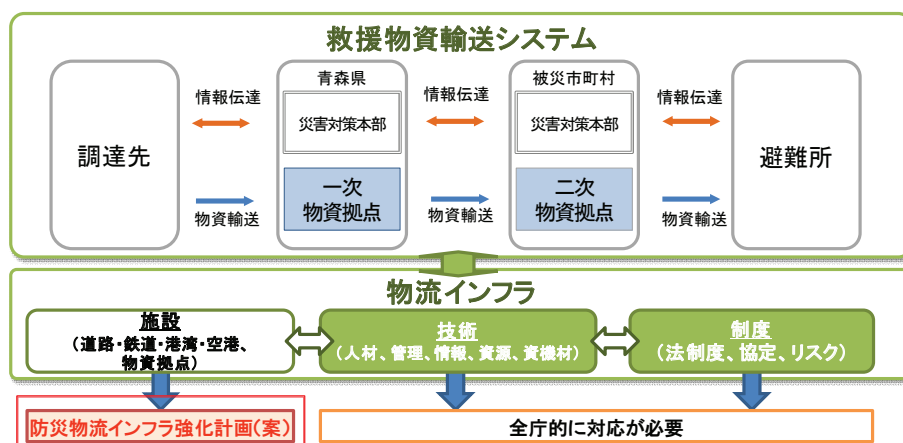 救援物資輸送システム
調達先
情報伝達
物資輸送
青森県
災害対策本部
一次
物資拠点
情報伝達
物資輸送
被災市町村
災害対策本部
二次
物資拠点
情報伝達
物資輸送
避難所
物流インフラ
施設
(道路・鉄道・港湾・空港、
物資拠点)
技術
(人材、管理、情報、資源、資機材)
制度
(法制度、協定、リスク)
防災物流インフラ強化計画(案)
全庁的に対応が必要